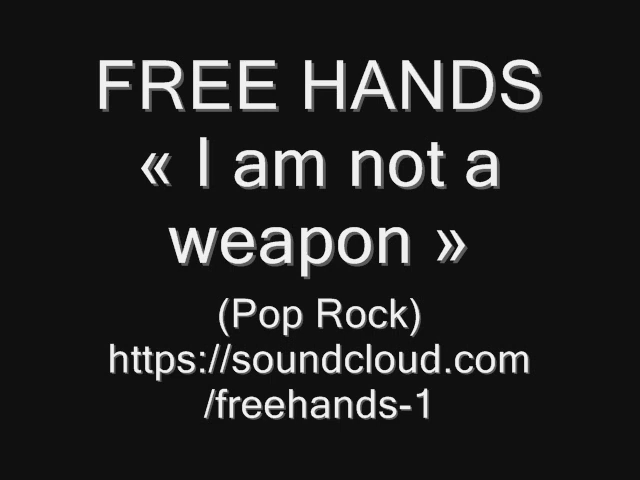 FREE HANDS
« I am not a
weapon »
(Pop Rock)
https://soundcloud.com
/freehands-1